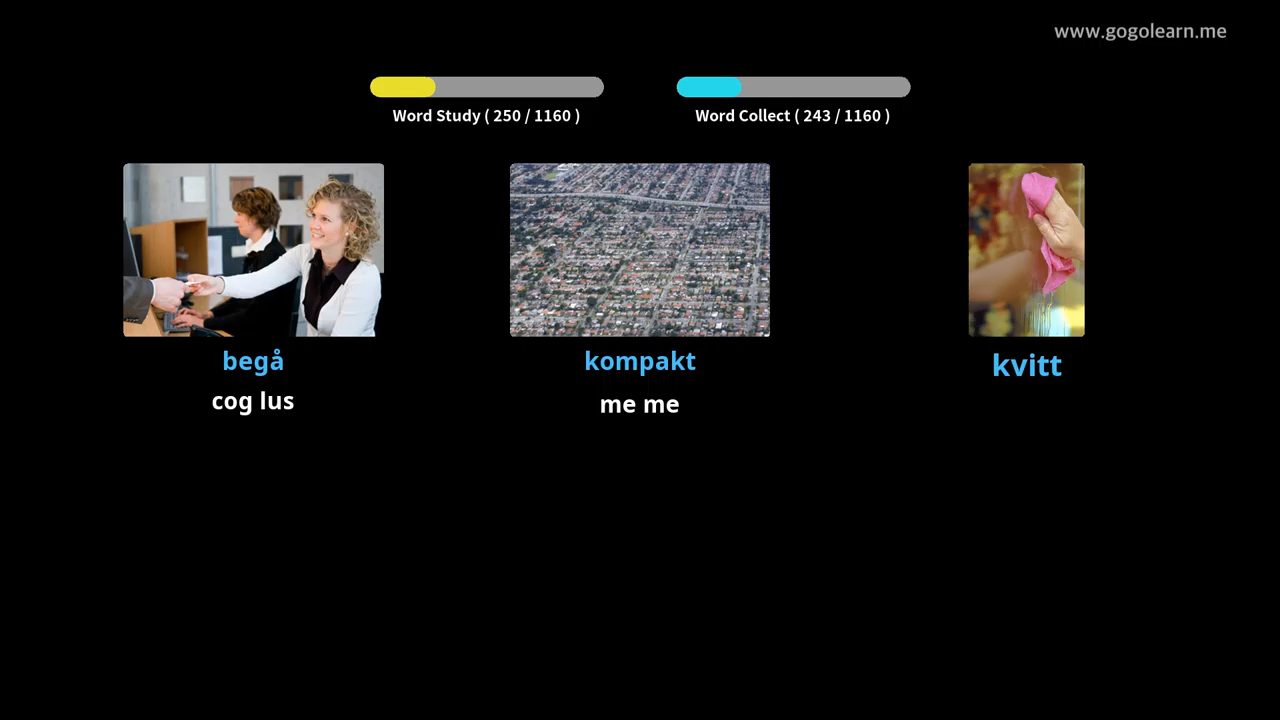 www.gogolearn.me
Word Study ( 250 / 1160 )
Word Collect ( 243 / 1160 )
begå
cog lus
kompakt
me me
kvitt